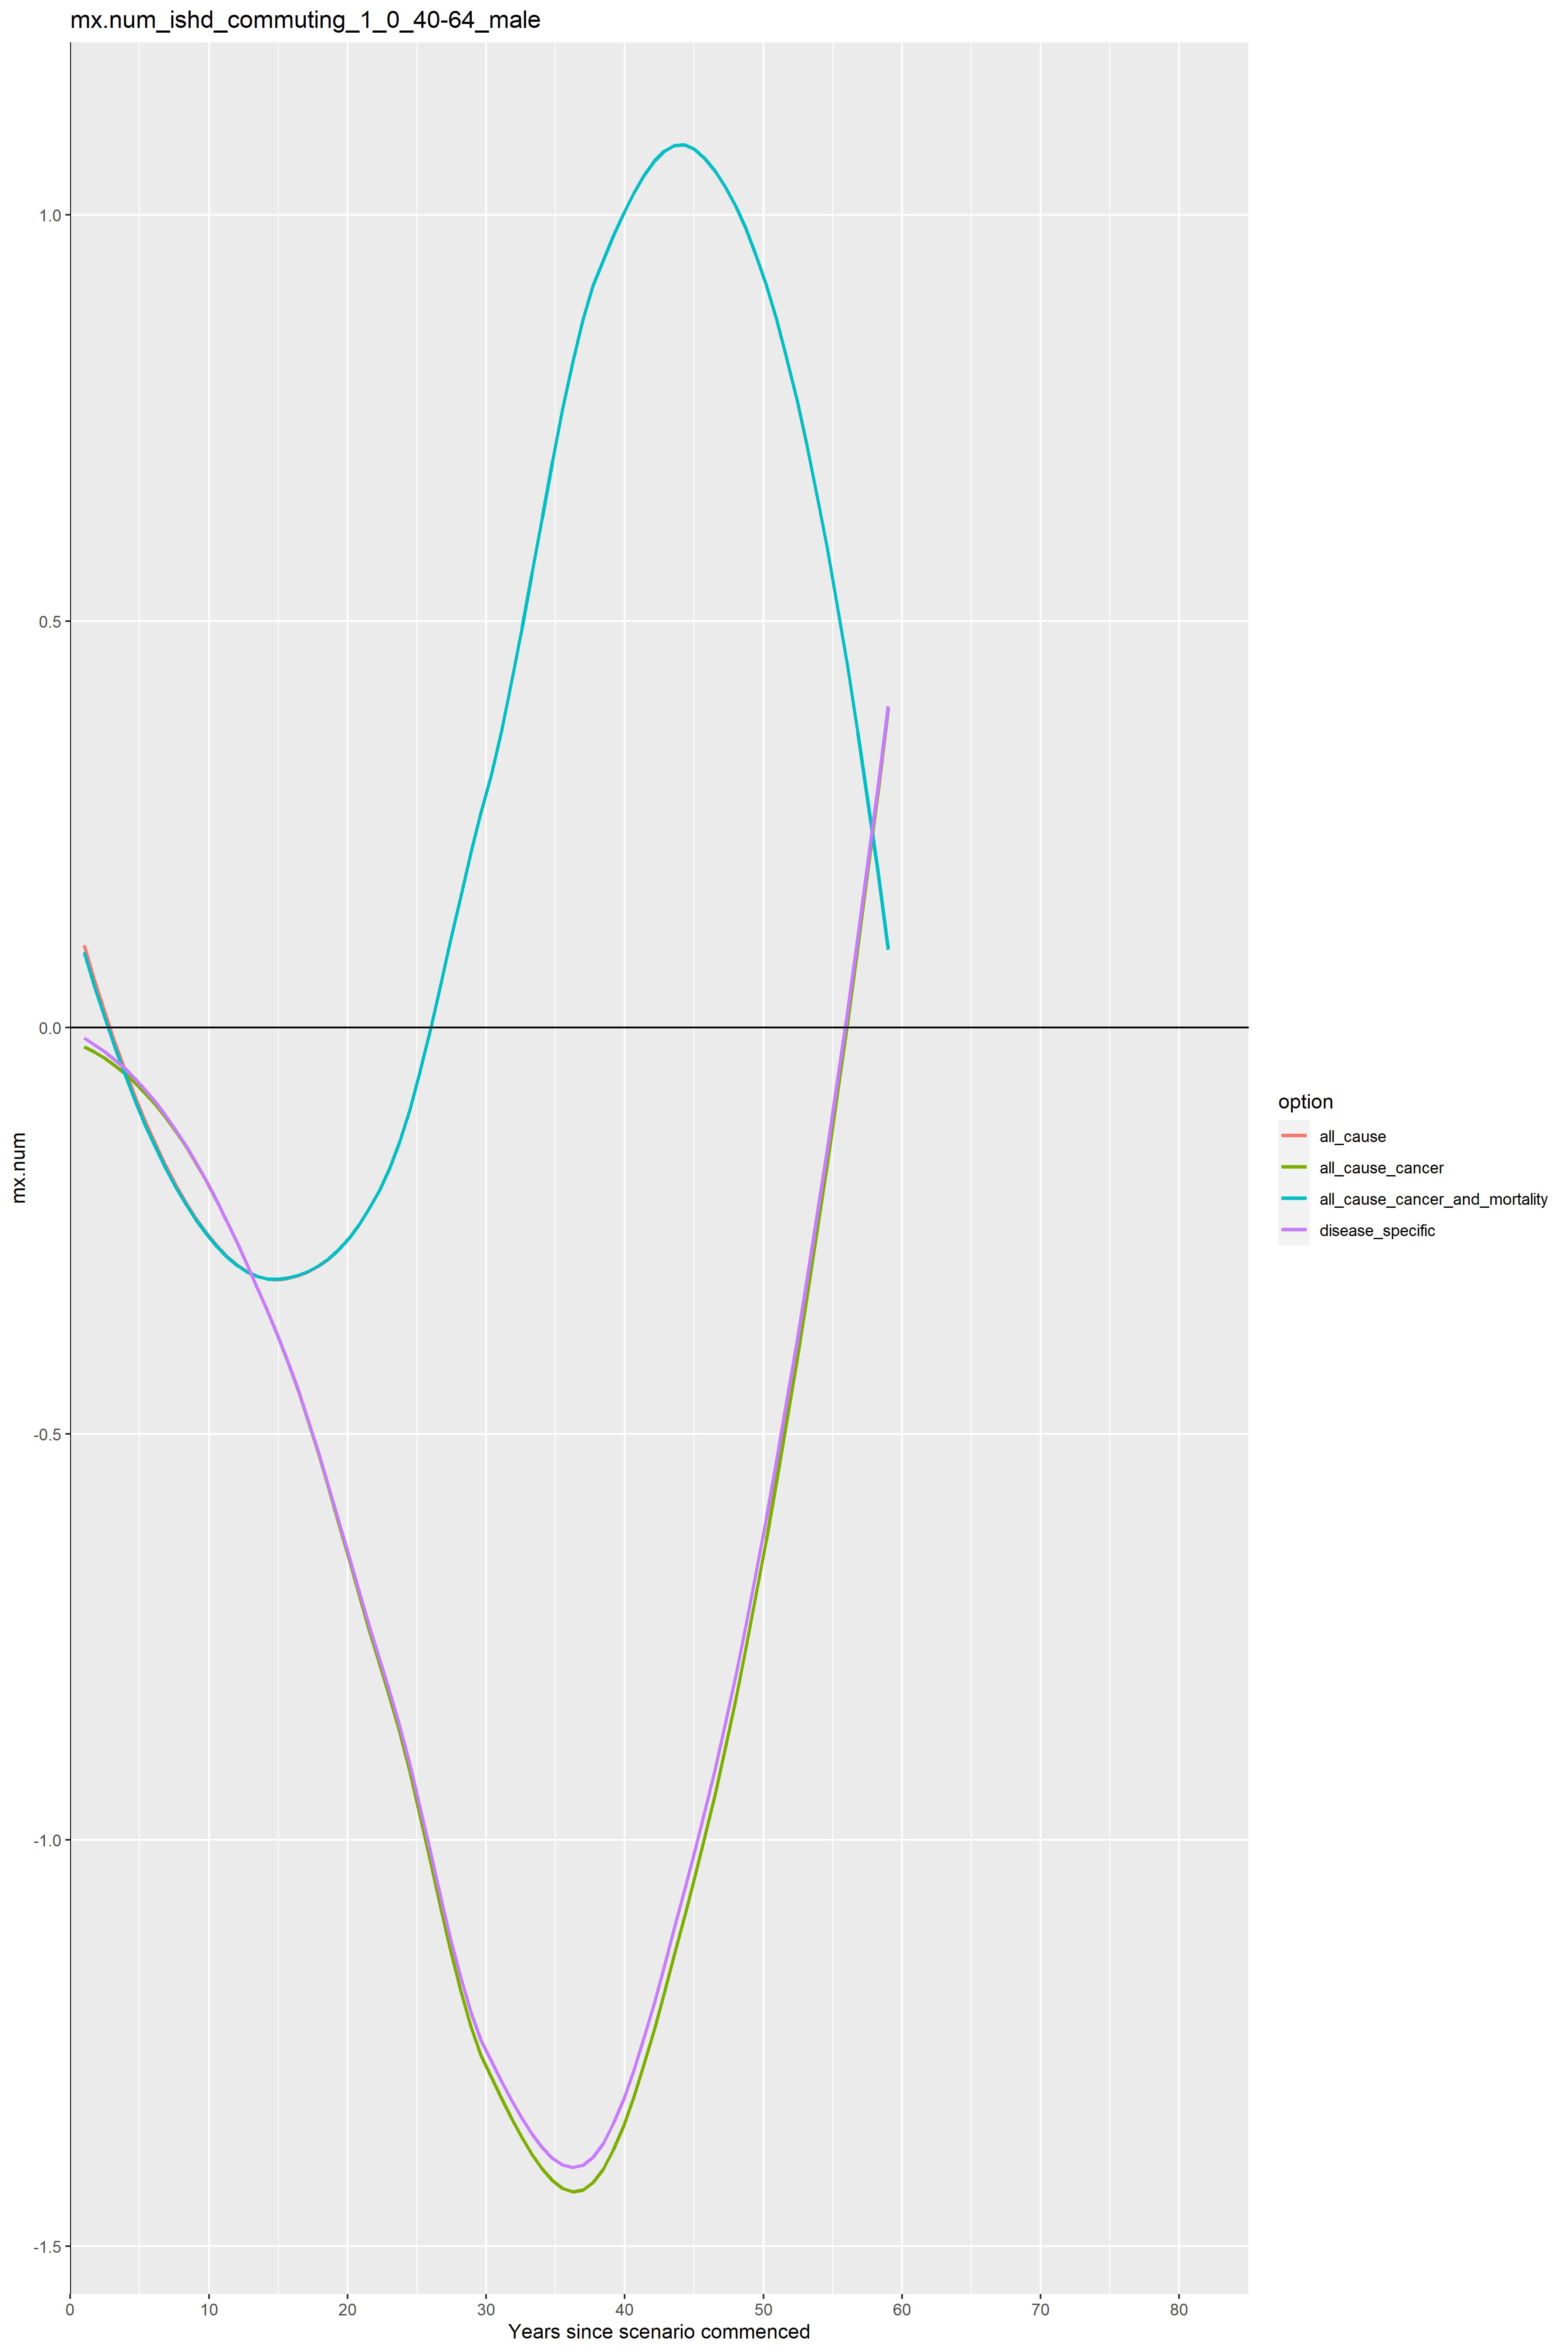 mx.num_ishd_commuting_1_0_40-64_male
1.0
0.5
0.0
-0.5
-1.0
-1.5
mx.num
0 10 20 30 40 50 60 70 80
Years since scenario commenced
option
all_cause
all_cause_cancer
all_cause_cancer_and_mortality
disease_specific